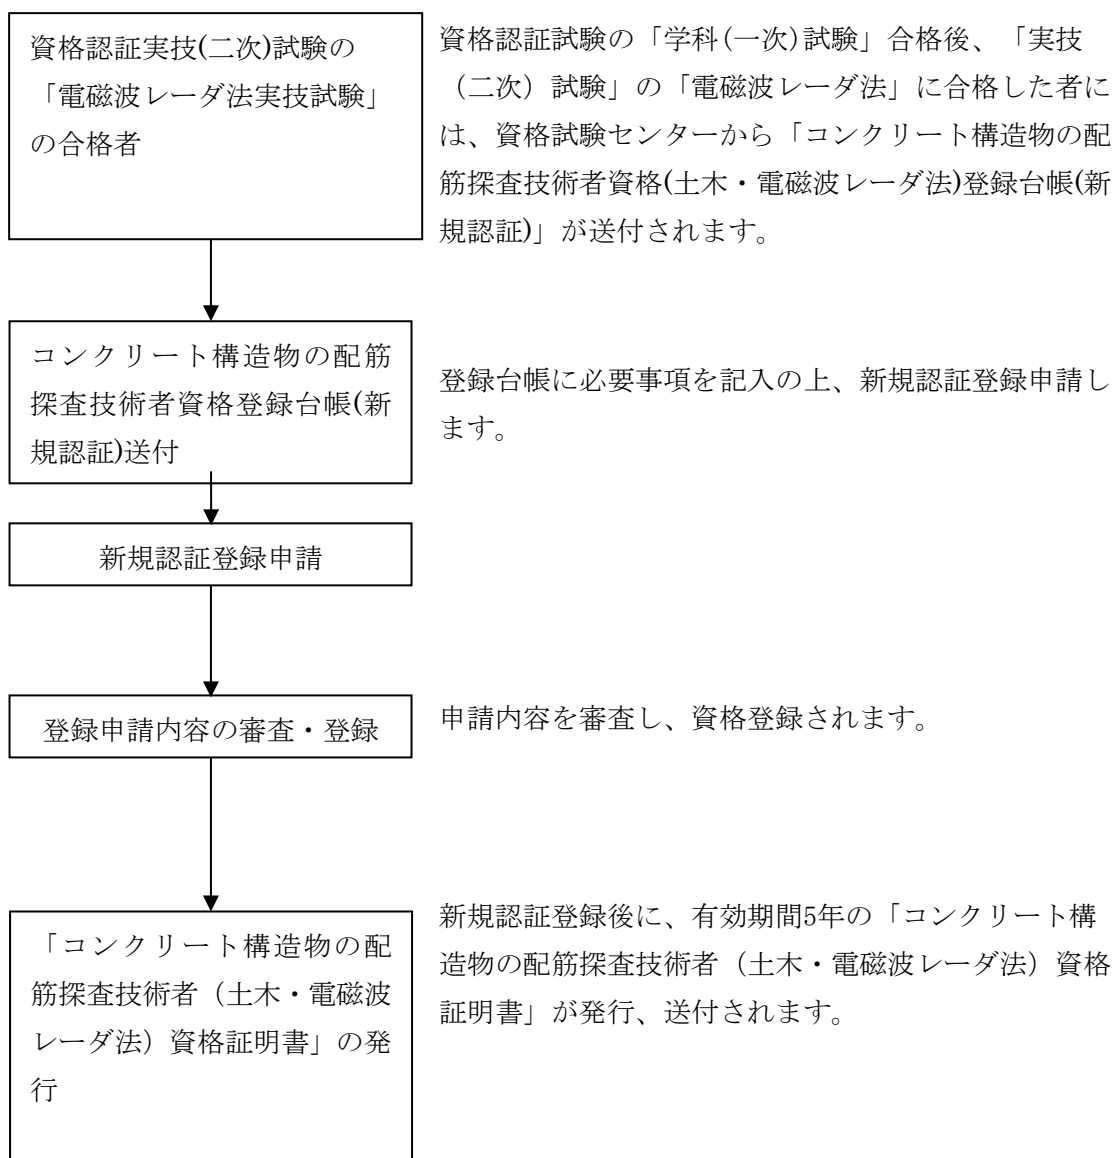 資格認証実技(二次)試験の
「電磁波レーダ法実技試験」
の合格者
資格認証試験の「学科(一次)試験」合格後、「実技
（二次）試験」の「電磁波レーダ法」に合格した者に
は、資格試験センターから「コンクリート構造物の配
筋探査技術者資格(土木・電磁波レーダ法)登録台帳(新
規認証)」が送付されます。
コンクリート構造物の配筋
探査技術者資格登録台帳(新
規認証)送付
登録台帳に必要事項を記入の上、新規認証登録申請し
ます。
新規認証登録申請
登録申請内容の審査・登録
申請内容を審査し、資格登録されます。
「コンクリート構造物の配
筋探査技術者（土木・電磁波
レーダ法）資格証明書」の発
行
新規認証登録後に、有効期間5年の「コンクリート構
造物の配筋探査技術者（土木・電磁波レーダ法）資格
証明書」が発行、送付されます。